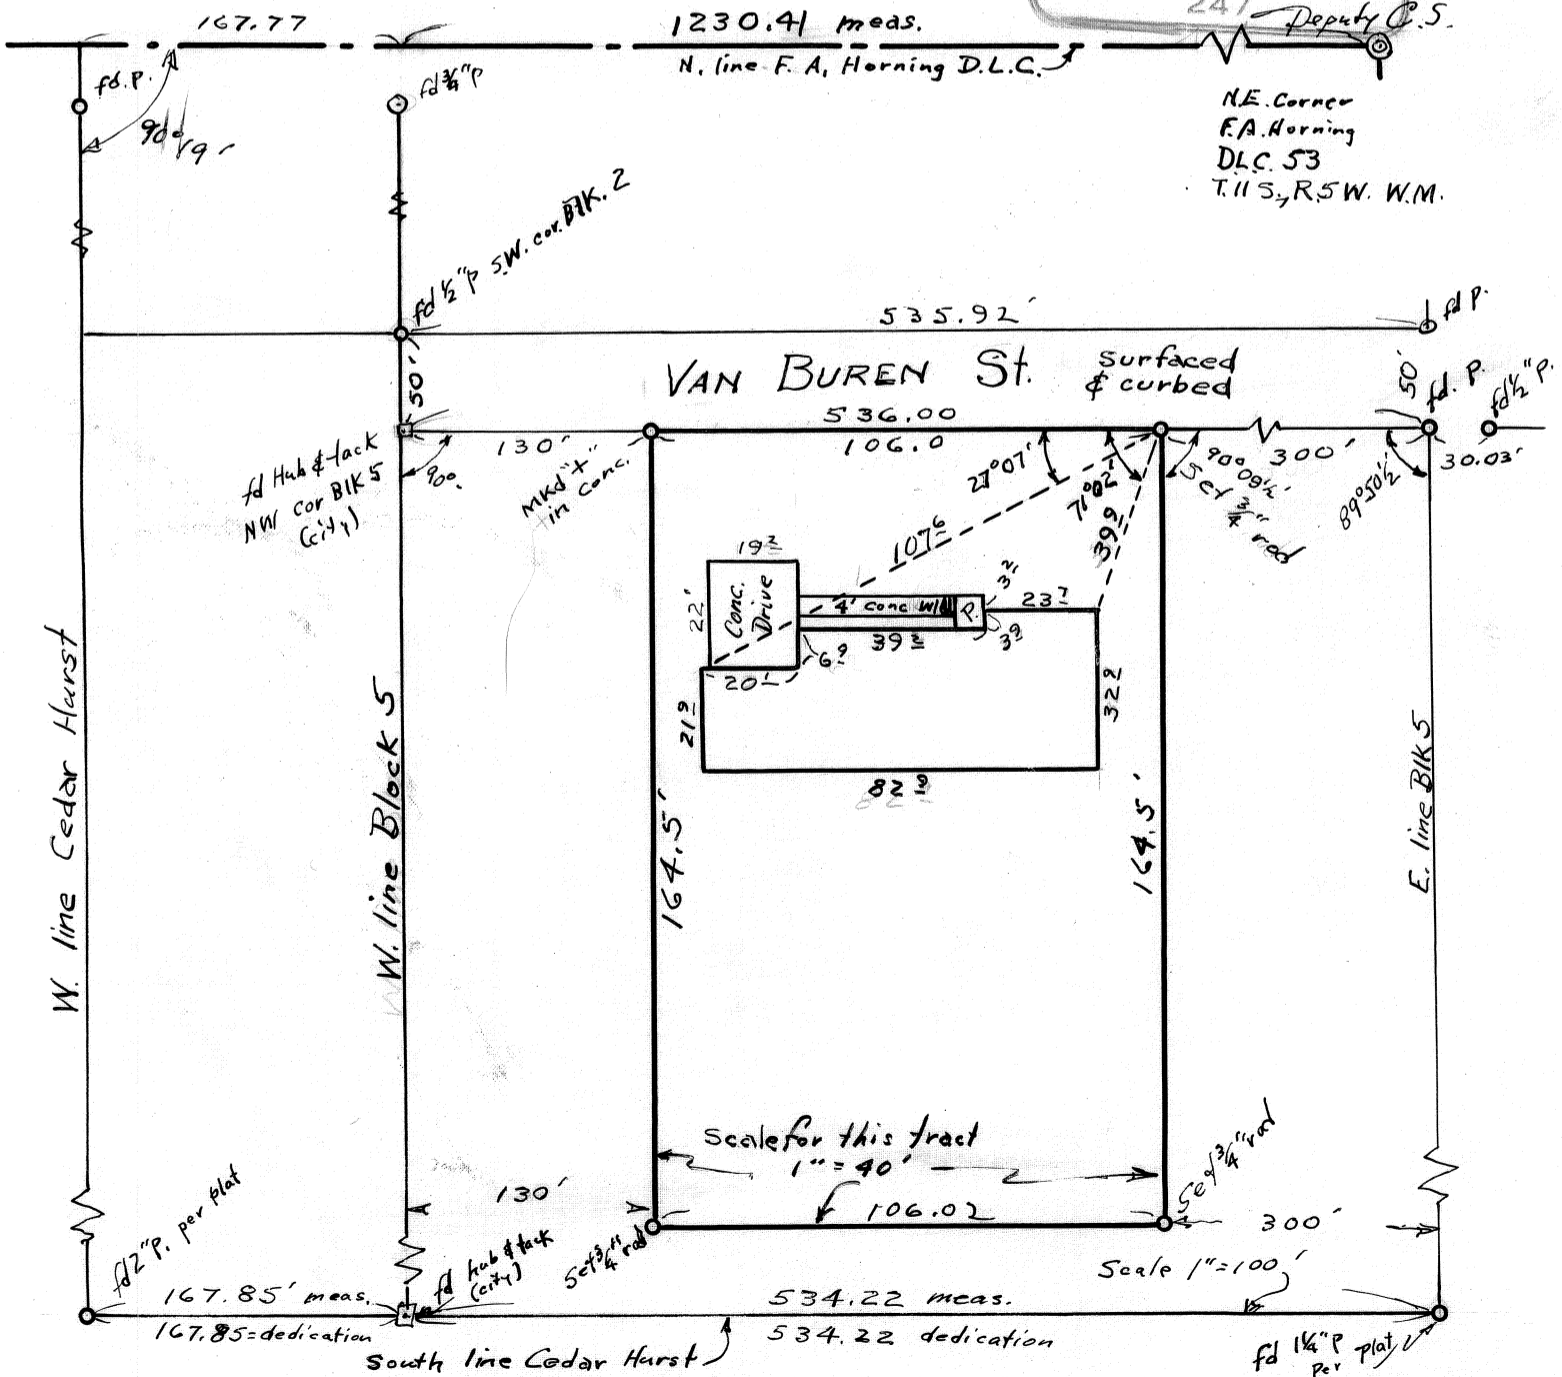 167.77
1230.41 meas.
247
Deputy C.S.
N. line F. A. Horning D.L.C.
fd. P.
fd ¾" P
90° 19'
N.E. Corner
F.A. Horning
DLC. 53
T. 11 S., R. 5 W. W.M.
fd ½" P S.W. cor. Blk. 2
535.92'
fd P.
VAN BUREN St.
surfaced
& curbed
50'
50'
fd. P.
fd ½" P.
536.00
130'
106.0
300'
30.03'
fd Hub & tack
NW cor Blk 5
(city)
90°
Mkd "X"
in conc.
27°07'
71°02'
90°09½'
Set ¾" rod
89°50½'
107.6
39.9
19.2
22'
Conc.
Drive
4' conc W
P.
3.2
23.7
39.2
3.9
6.9
20'
21.9
32.9
82.9
W. line Cedar Hurst
W. line Block 5
164.5'
164.5'
E. line Blk 5
Scale for this tract
1" = 40'
130'
106.02
300'
Set ¾" rod
Set ¾" rod
fd 2" P. per plat
fd hub & tack
(city)
Scale 1"=100'
167.85' meas.
534.22 meas.
167.85=dedication
534.22 dedication
South line Cedar Hurst
fd 1¼" P
per plat